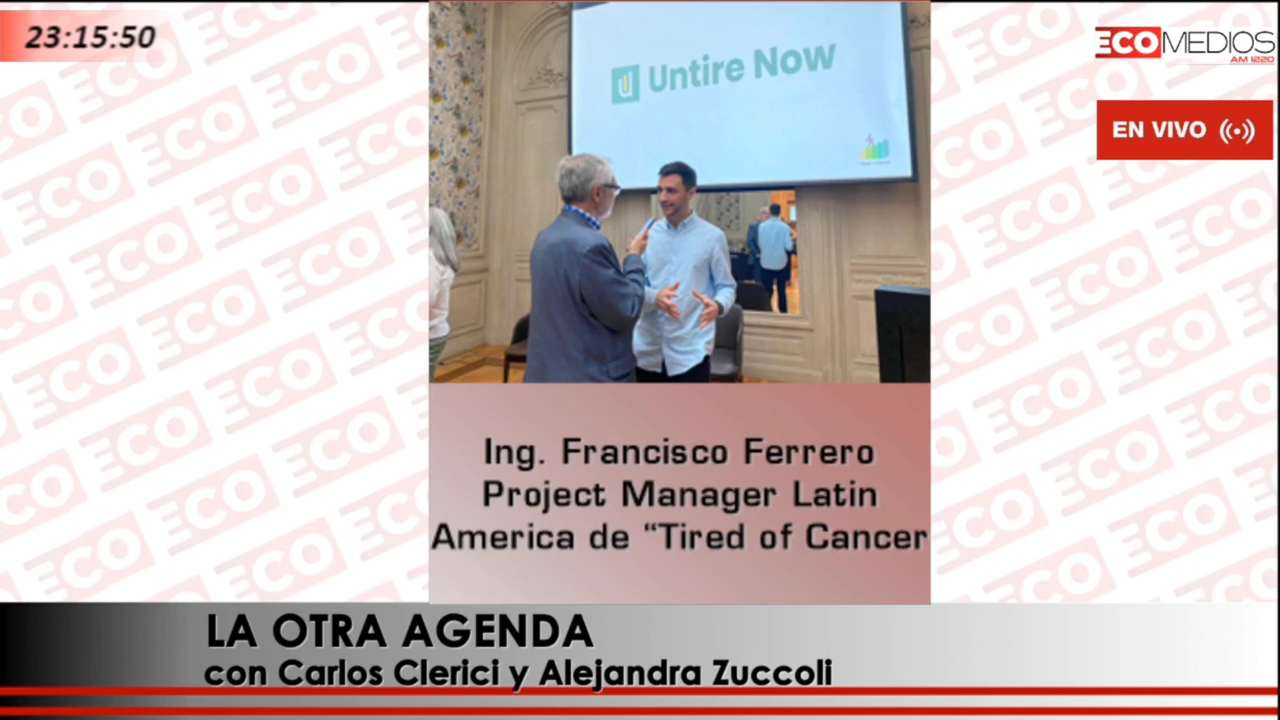 23:15:50
ECOMEDIOS
AM 1220
EN VIVO
Untire Now
Ing. Francisco Ferrero
Project Manager Latin
America de “Tired of Cancer
LA OTRA AGENDA
con Carlos Clerici y Alejandra Zuccoli